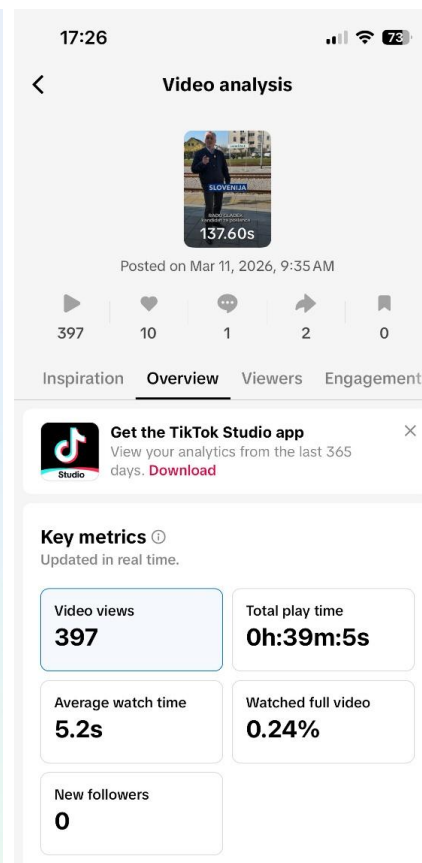 17:26
73
Video analysis
SLOVENIJA
137.60s
Posted on Mar 11, 2026, 9:35 AM
397 10 1 2 0
Inspiration Overview Viewers Engagement
Get the TikTok Studio app
View your analytics from the last 365
days. Download
Studio
Key metrics
Updated in real time.
Video views
397
Total play time
0h:39m:5s
Average watch time
5.2s
Watched full video
0.24%
New followers
0